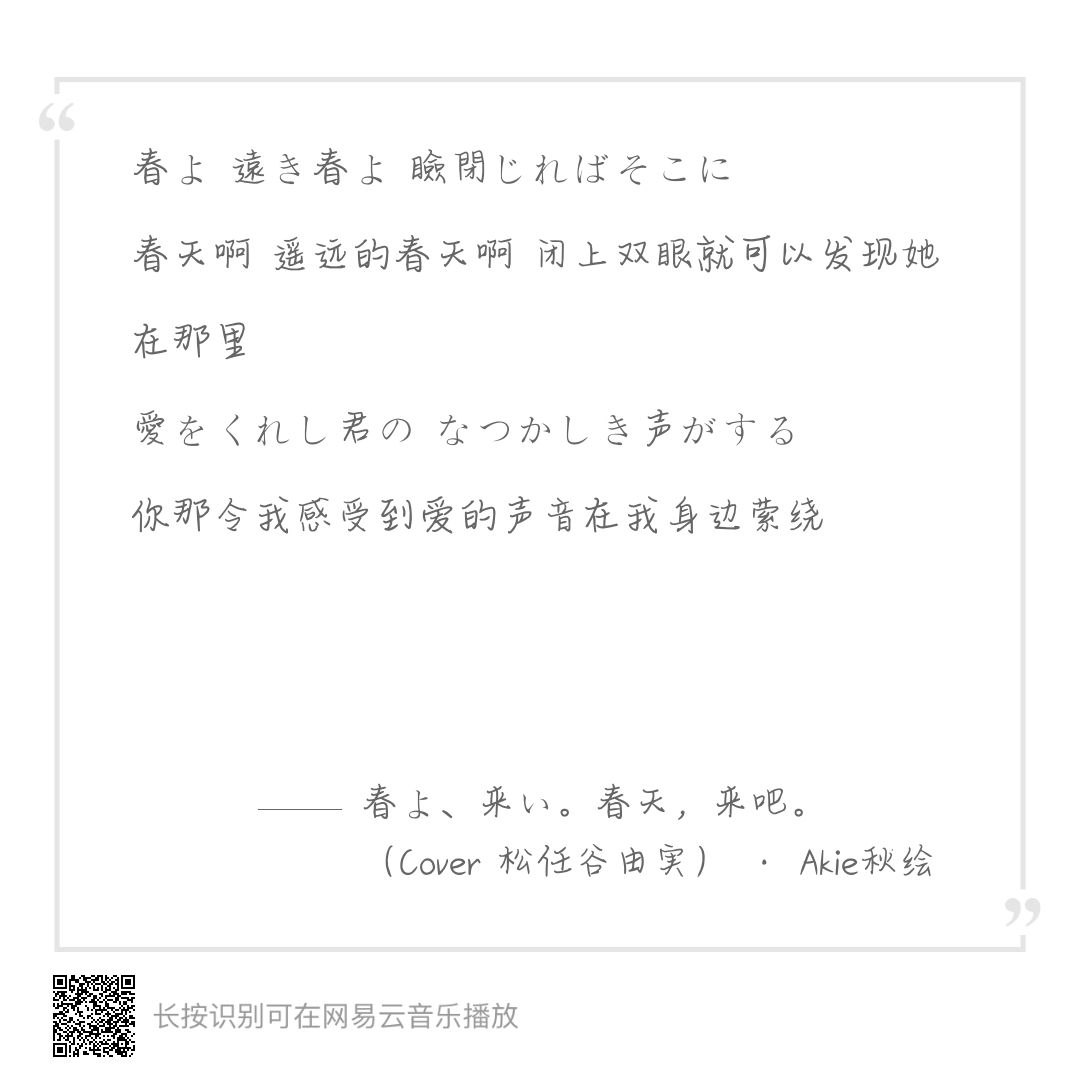 “
春よ 遠き春よ 瞼閉じればそこに
春天啊 遥远的春天啊 闭上双眼就可以发现她
在那里
愛をくれし君の なつかしき声がする
你那令我感受到爱的声音在我身边萦绕
—— 春よ、来い。春天，来吧。
（Cover 松任谷由実） · Akie秋绘
”
长按识别可在网易云音乐播放